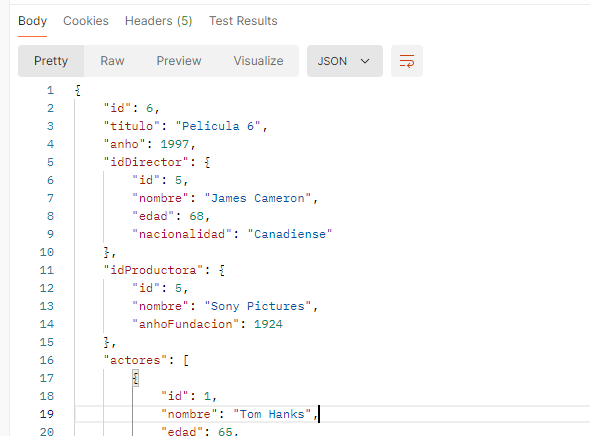 Body Cookies Headers (5) Test Results
Pretty Raw Preview Visualize JSON
1 {
2 "id": 6,
3 "titulo": "Pelicula 6",
4 "anho": 1997,
5 "idDirector": {
6 "id": 5,
7 "nombre": "James Cameron",
8 "edad": 68,
9 "nacionalidad": "Canadiense"
10 },
11 "idProductora": {
12 "id": 5,
13 "nombre": "Sony Pictures",
14 "anhoFundacion": 1924
15 },
16 "actores": [
17 {
18 "id": 1,
19 "nombre": "Tom Hanks",
20 "edad": 65,